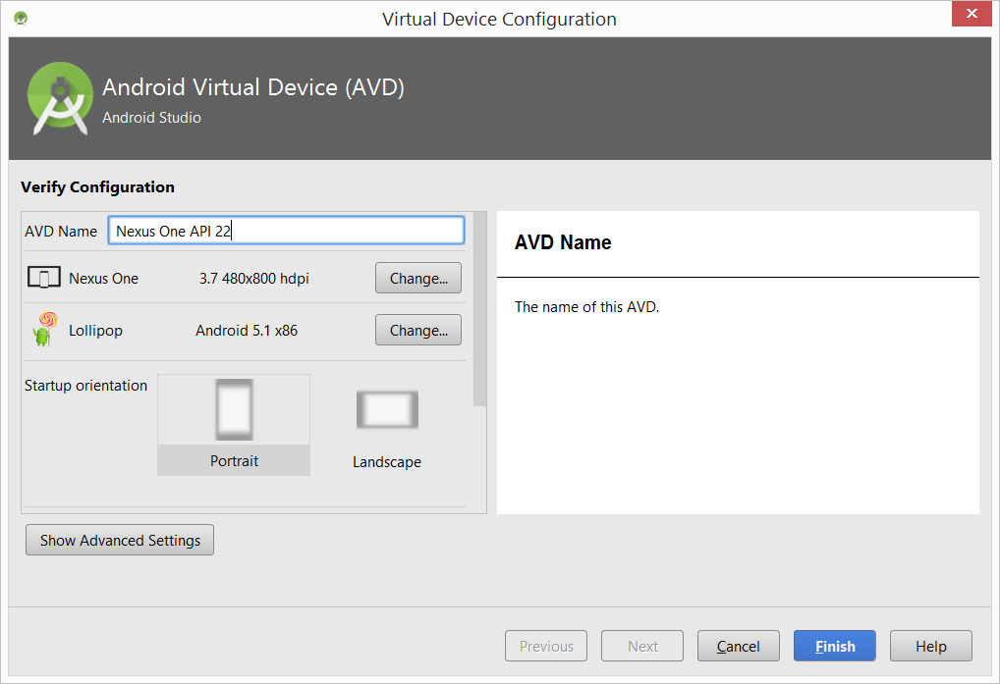 Virtual Device Configuration
Android Virtual Device (AVD)
Android Studio
Verify Configuration
AVD Name Nexus One API 22
Nexus One 3.7 480x800 hdpi Change...
Lollipop Android 5.1 x86 Change...
Startup orientation
Portrait Landscape
Show Advanced Settings
AVD Name
The name of this AVD.
Previous Next Cancel Finish Help